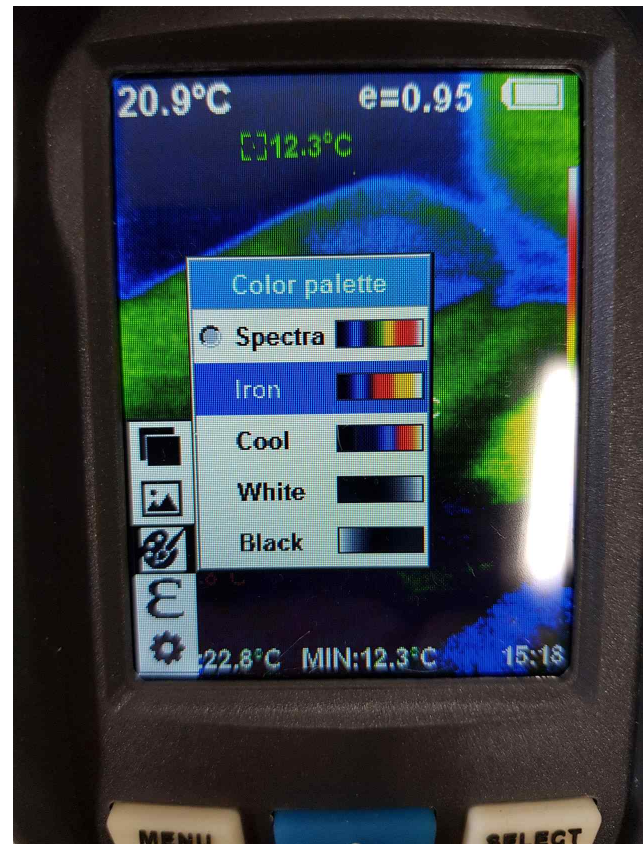 20.9°C e=0.95
12.3°C
Color palette
Spectra
Iron
Cool
White
Black
ε
:22.8°C MIN:12.3°C 15:18
MENU SELECT